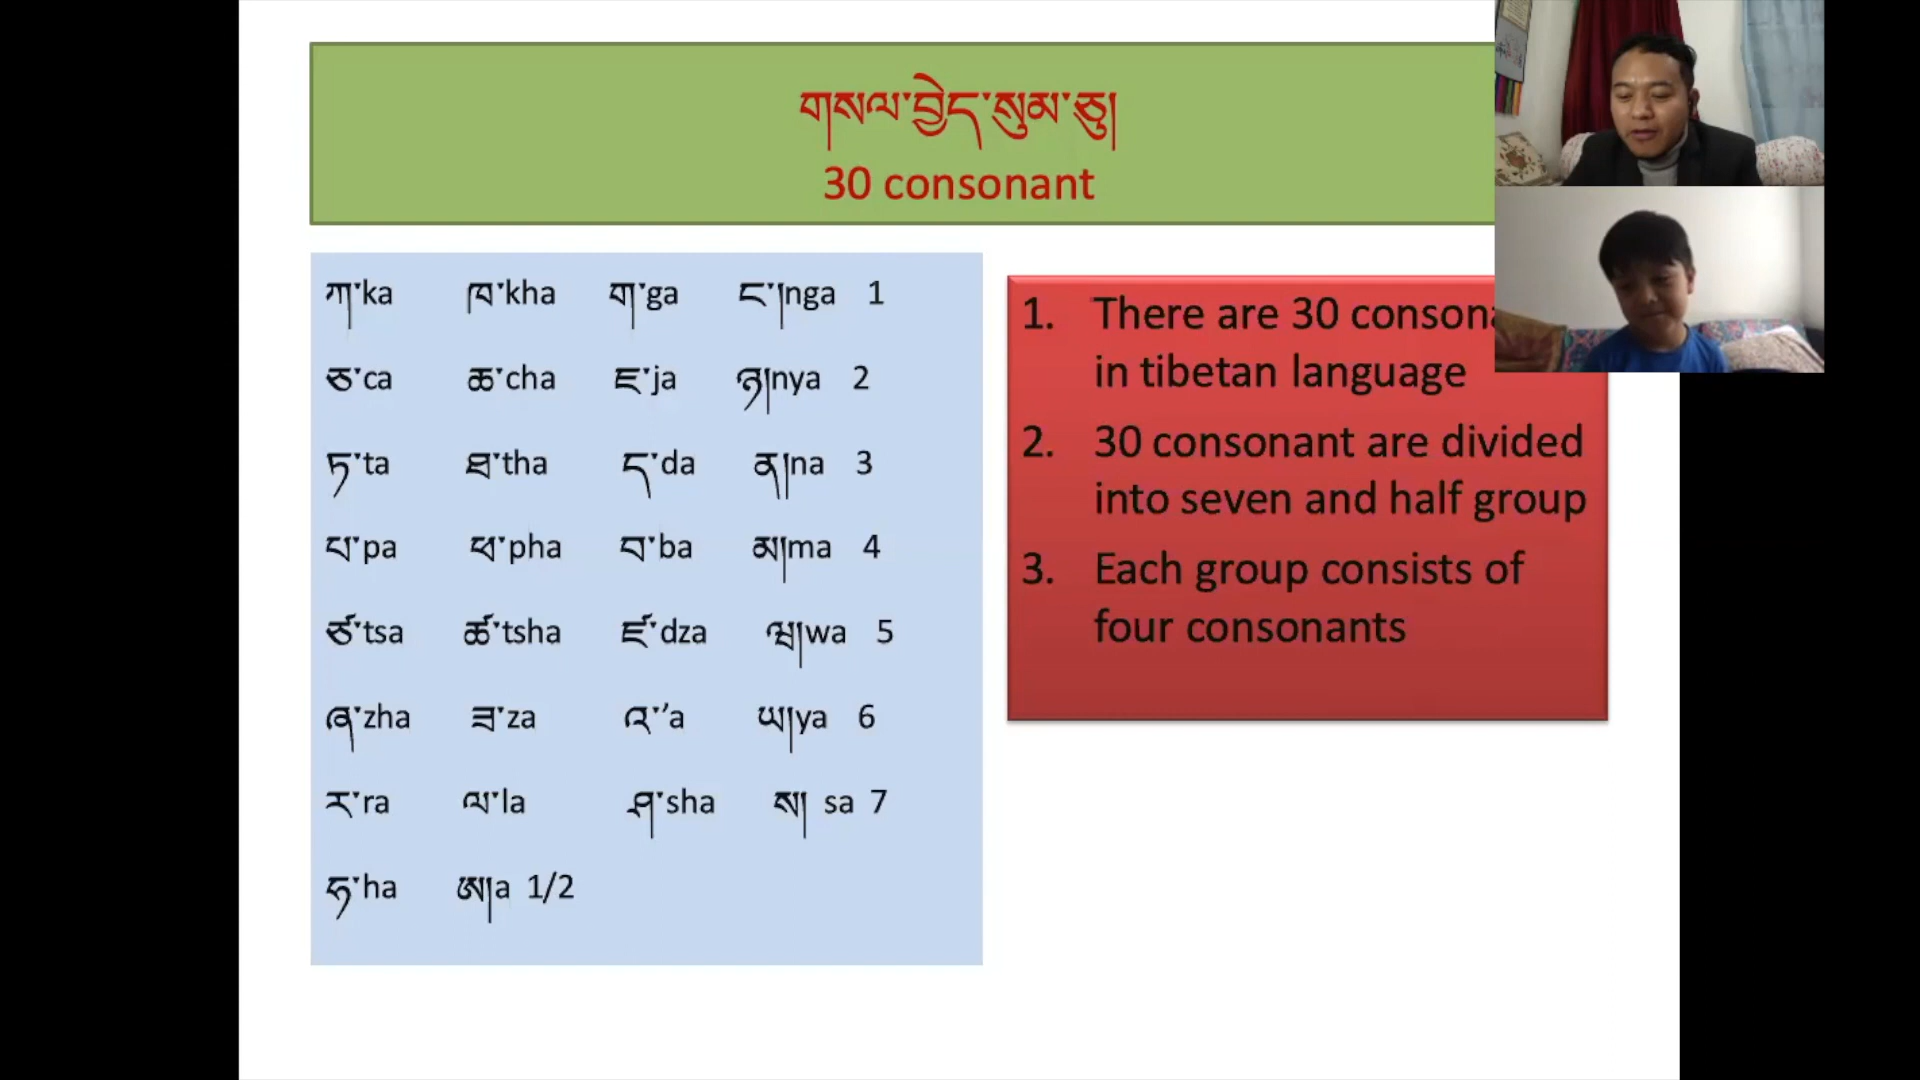 གསལ་བྱེད་སུམ་ཅུ།
30 consonant
ཀ་ka ཁ་kha ག་ga ང་།nga 1
ཅ་ca ཆ་cha ཇ་ja ཉ།nya 2
ཏ་ta ཐ་tha ད་da ན།na 3
པ་pa ཕ་pha བ་ba མ།ma 4
ཙ་tsa ཚ་tsha ཛ་dza ཝ།wa 5
ཞ་zha ཟ་za འ་’a ཡ།ya 6
ར་ra ལ་la ཤ་sha ས། sa 7
ཧ་ha ཨ།a 1/2
1. There are 30
in tibetan language
2. 30 consonant are divided
into seven and half group
3. Each group consists of
four consonants